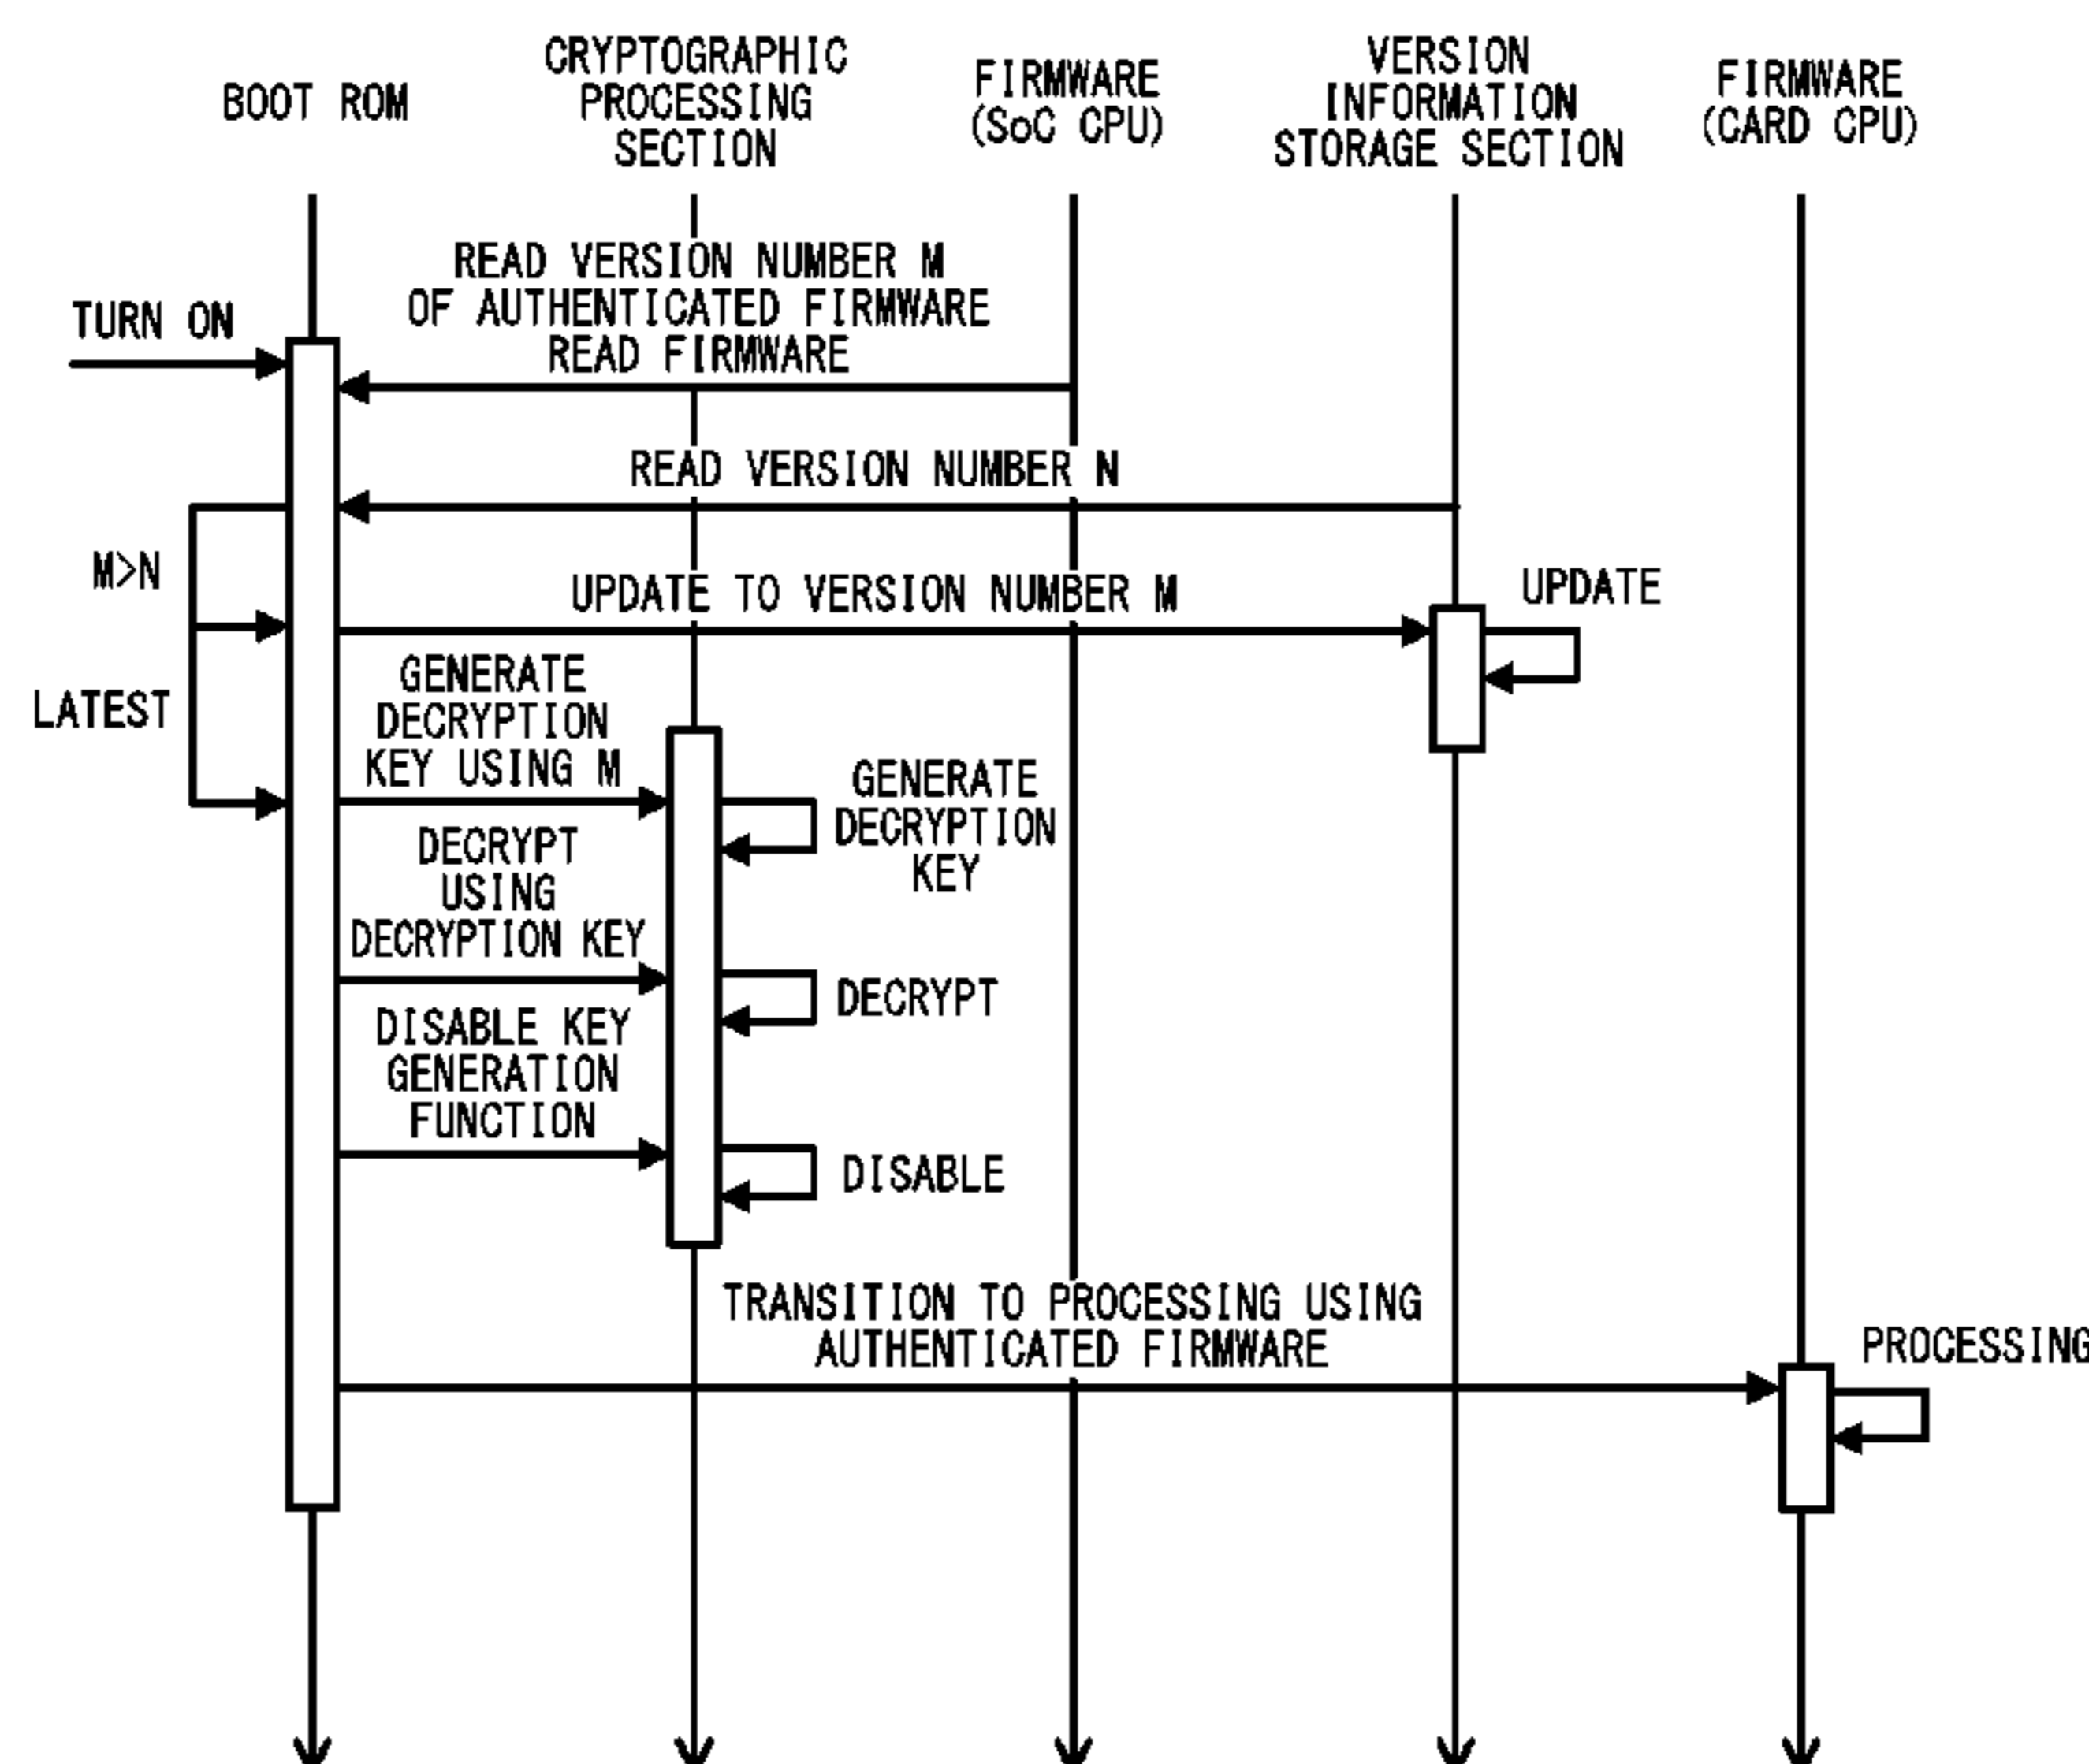 BOOT ROM
CRYPTOGRAPHIC
PROCESSING
SECTION
FIRMWARE
(SoC CPU)
VERSION
INFORMATION
STORAGE SECTION
FIRMWARE
(CARD CPU)
TURN ON
READ VERSION NUMBER M
OF AUTHENTICATED FIRMWARE
READ FIRMWARE
READ VERSION NUMBER N
M>N
UPDATE TO VERSION NUMBER M
UPDATE
LATEST
GENERATE
DECRYPTION
KEY USING M
GENERATE
DECRYPTION
KEY
DECRYPT
USING
DECRYPTION KEY
DECRYPT
DISABLE KEY
GENERATION
FUNCTION
DISABLE
TRANSITION TO PROCESSING USING
AUTHENTICATED FIRMWARE
PROCESSING